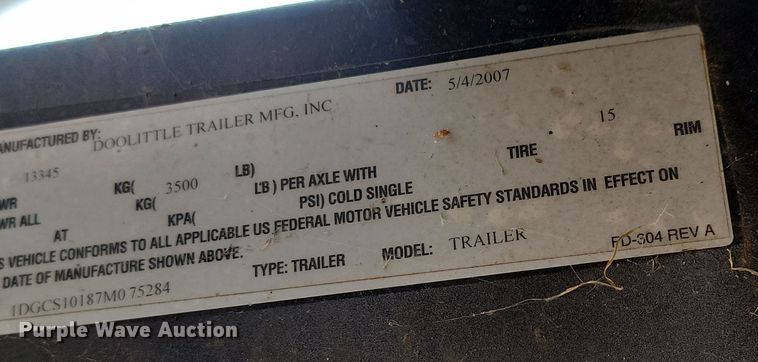 DATE: 5/4/2007
ANUFACTURED BY: DOOLITTLE TRAILER MFG, INC
13345 KG( 3500 LB) TIRE 15 RIM
WR KG( LB) PER AXLE WITH
WR ALL KPA( PSI) COLD SINGLE
AT
S VEHICLE CONFORMS TO ALL APPLICABLE US FEDERAL MOTOR VEHICLE SAFETY STANDARDS IN EFFECT ON
DATE OF MANUFACTURE SHOWN ABOVE.
1DGCS10187M075284 TYPE: TRAILER MODEL: TRAILER FD-304 REV A
Purple Wave Auction